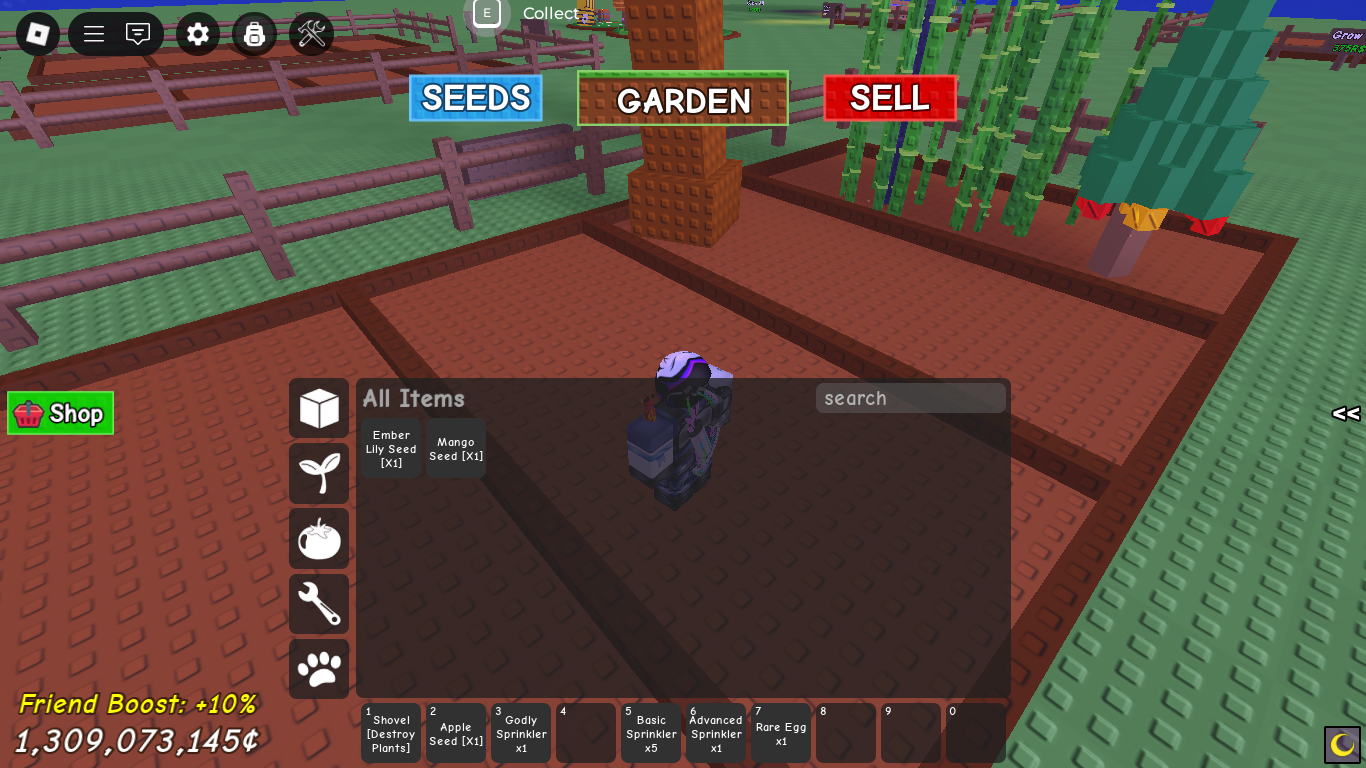 E
Collect
Grow
SEEDS
GARDEN
SELL
Shop
<<
All Items
search
Ember
Lily Seed
[X1]
Mango
Seed [X1]
Friend Boost: +10%
1,309,073,145¢
1
Shovel
[Destroy
Plants]
2
Apple
Seed [X1]
3
Godly
Sprinkler
x1
4
5
Basic
Sprinkler
x5
6
Advanced
Sprinkler
x1
7
Rare Egg
x1
8
9
0